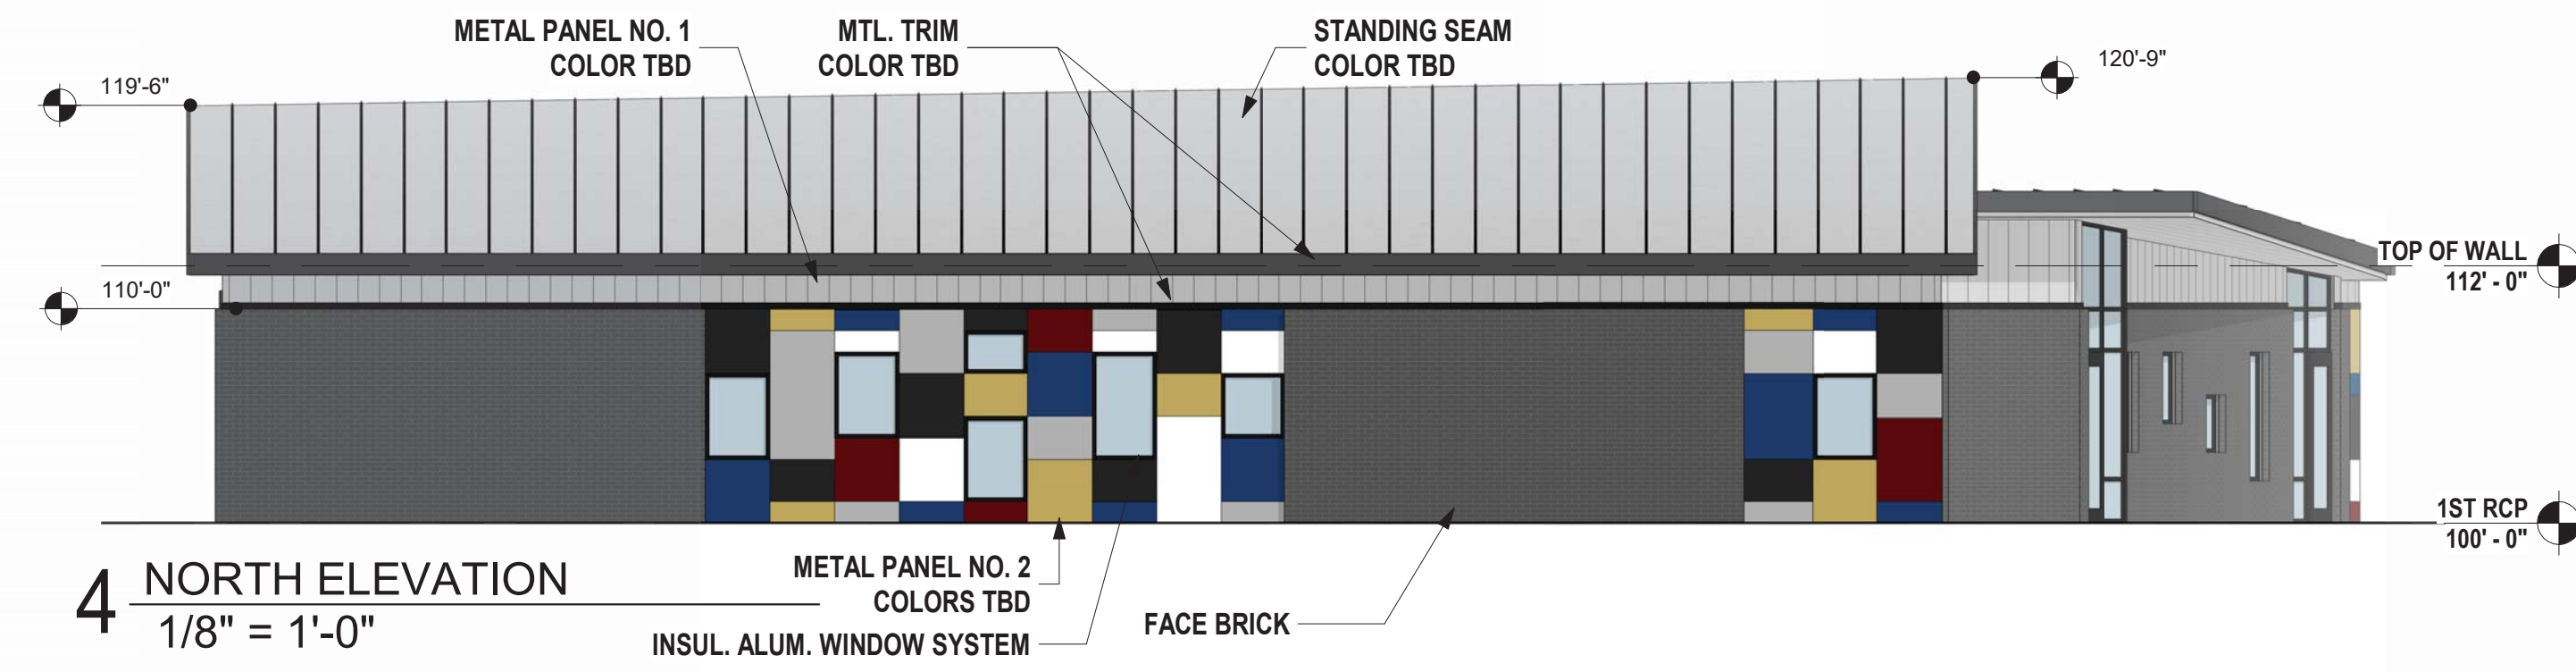 METAL PANEL NO. 1
COLOR TBD
MTL. TRIM
COLOR TBD
STANDING SEAM
COLOR TBD
119'-6"
120'-9"
110'-0"
TOP OF WALL
112' - 0"
1ST RCP
100' - 0"
4 NORTH ELEVATION
1/8" = 1'-0"
METAL PANEL NO. 2
COLORS TBD
INSUL. ALUM. WINDOW SYSTEM
FACE BRICK